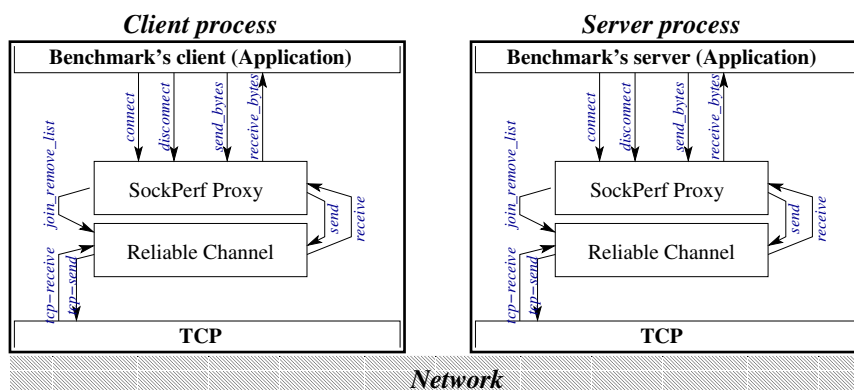 Client process
Server process
Benchmark's client (Application)
Benchmark's server (Application)
connect
disconnect
send_bytes
receive_bytes
connect
disconnect
send_bytes
receive_bytes
join_remove_list
SockPerf Proxy
send
receive
join_remove_list
SockPerf Proxy
send
receive
Reliable Channel
Reliable Channel
tcp−receive
tcp−send
tcp−receive
tcp−send
TCP
TCP
Network